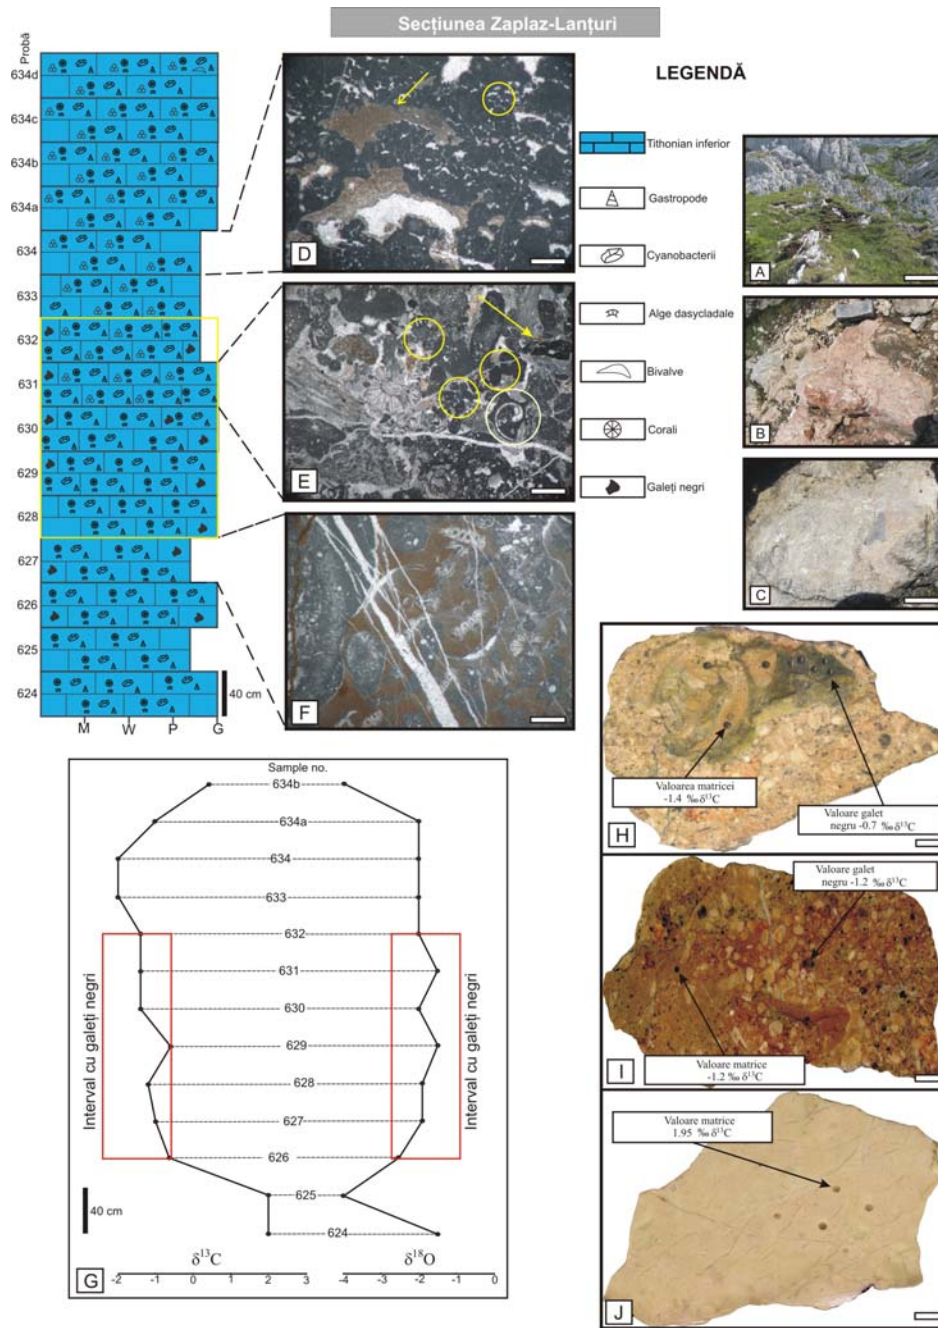 Secțiunea Zaplaz-Lanțuri
Probă
634d
634c
634b
634a
634
633
632
631
630
629
628
627
626
625
624
M W P G
40 cm
D
E
F
LEGENDĂ
Tithonian inferior
Gastropode
Cyanobacterii
Alge dasycladale
Bivalve
Corali
Galeți negri
A
B
C
Sample no.
634b
634a
634
633
632
631
630
629
628
627
626
625
624
Interval cu galeți negri
Interval cu galeți negri
40 cm
δ¹³C
δ¹⁸O
-2 -1 0 1 2 3
-4 -3 -2 -1 0
G
Valoarea matricei
-1.4 ‰ δ¹³C
Valoare galet
negru -0.7 ‰ δ¹³C
H
Valoare galet
negru -1.2 ‰ δ¹³C
Valoare matrice
-1.2 ‰ δ¹³C
I
Valoare matrice
1.95 ‰ δ¹³C
J